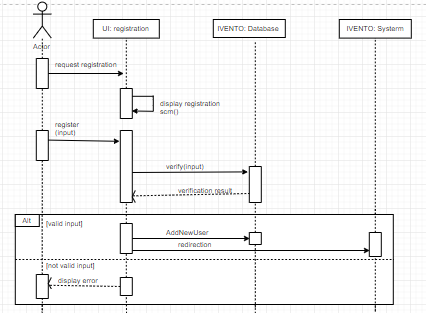 UI: registration
IVENTO: Database
IVENTO: Systerm
Actor
request registration
display registration
scrn()
register
(input)
verify(input)
verification result
Alt
[valid input]
AddNewUser
redirection
[not valid input]
display error